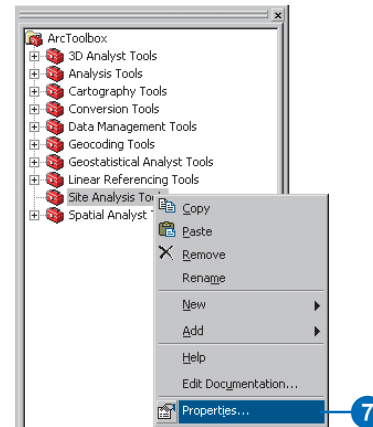 ArcToolbox
3D Analyst Tools
Analysis Tools
Cartography Tools
Conversion Tools
Data Management Tools
Geocoding Tools
Geostatistical Analyst Tools
Linear Referencing Tools
Site Analysis Too
Spatial Analyst T
Copy
Paste
Remove
Rename
New
Add
Help
Edit Documentation...
Properties...
7